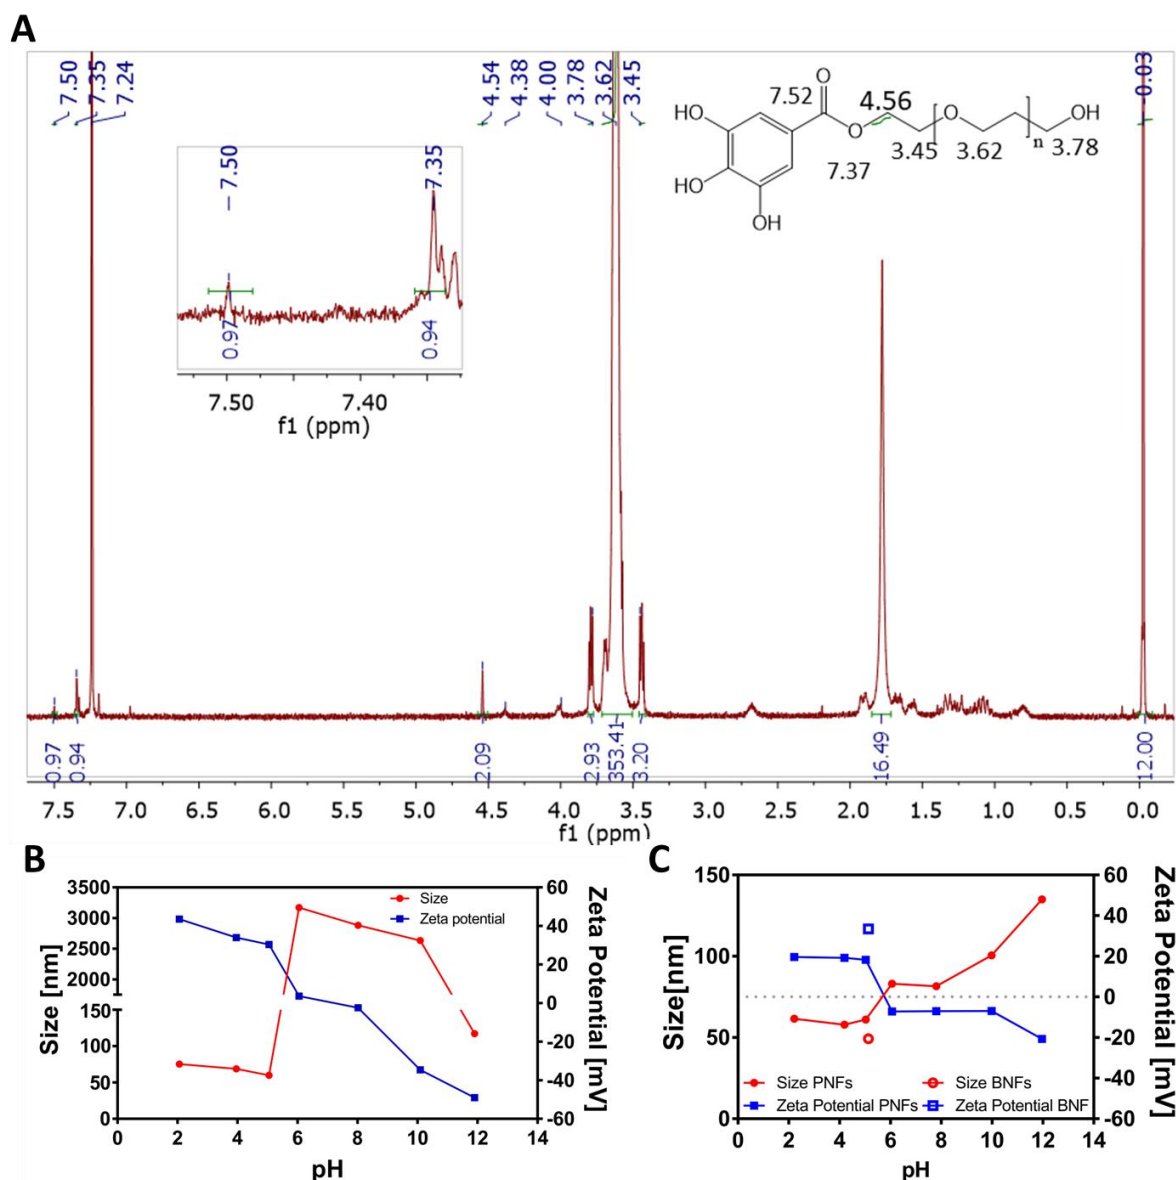 A
7.50
7.35
7.24
4.54
4.38
4.00
3.78
3.62
3.45
-0.03
HO
HO
OH
O
O
O
OH
n
7.52
4.56
7.37
3.45
3.62
3.78
7.50
7.35
0.97
0.94
7.50 7.40
f1 (ppm)
0.97
0.94
2.09
2.93
353.41
3.20
16.49
12.00
7.5 7.0 6.5 6.0 5.5 5.0 4.5 4.0 3.5 3.0 2.5 2.0 1.5 1.0 0.5 0.0
f1 (ppm)
B
Size [nm]
3500
3000
2500
2000
150
100
50
0
Size
Zeta potential
60
40
20
0
-20
-40
-60
Zeta Potential [mV]
0 2 4 6 8 10 12 14
pH
C
Size[nm]
150
100
50
0
Size PNFs
Zeta Potential PNFs
Size BNFs
Zeta Potential BNF
60
40
20
0
-20
-40
-60
Zeta Potential [mV]
0 2 4 6 8 10 12 14
pH